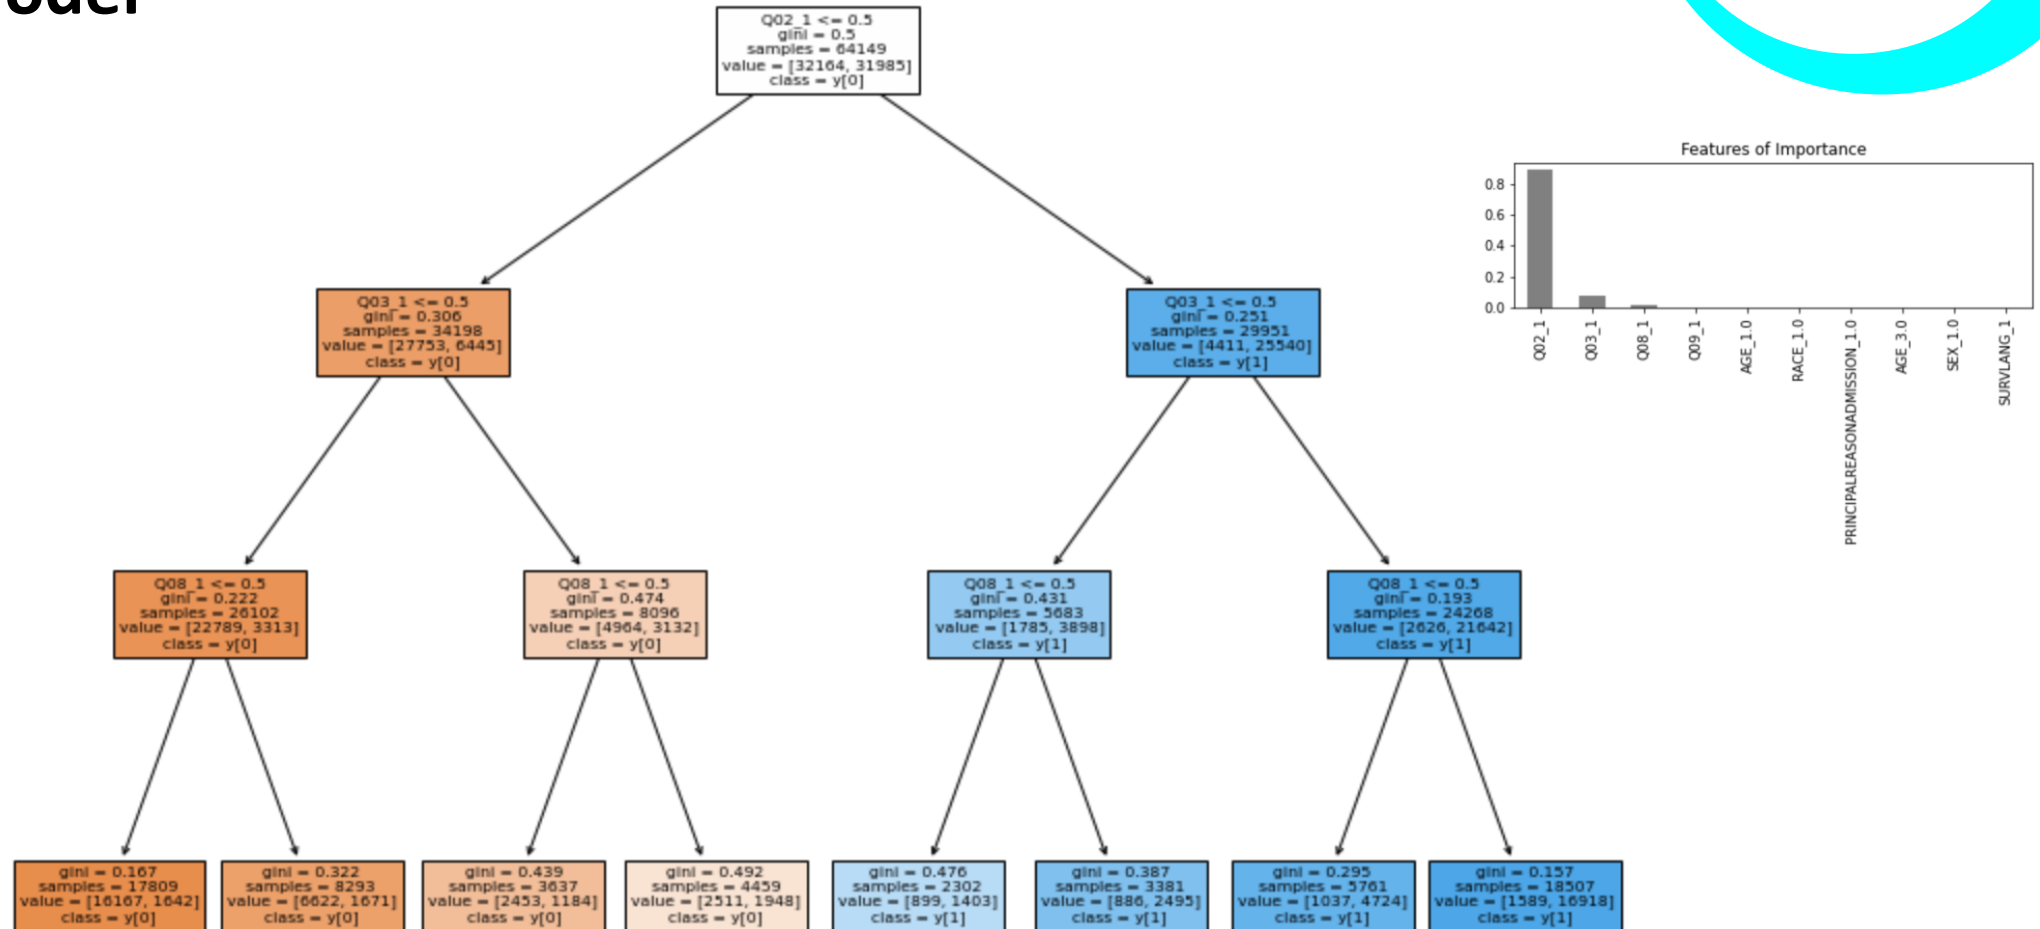 Q02_1 <= 0.5
gini = 0.5
samples = 64149
value = [32164, 31985]
class = y[0]
Q03_1 <= 0.5
gini = 0.306
samples = 34198
value = [27753, 6445]
class = y[0]
Q03_1 <= 0.5
gini = 0.251
samples = 29951
value = [4411, 25540]
class = y[1]
Q08_1 <= 0.5
gini = 0.222
samples = 26102
value = [22789, 3313]
class = y[0]
Q08_1 <= 0.5
gini = 0.474
samples = 8096
value = [4964, 3132]
class = y[0]
Q08_1 <= 0.5
gini = 0.431
samples = 5683
value = [1785, 3898]
class = y[1]
Q08_1 <= 0.5
gini = 0.193
samples = 24268
value = [2626, 21642]
class = y[1]
gini = 0.167
samples = 17809
value = [16167, 1642]
class = y[0]
gini = 0.322
samples = 8293
value = [6622, 1671]
class = y[0]
gini = 0.439
samples = 3637
value = [2453, 1184]
class = y[0]
gini = 0.492
samples = 4459
value = [2511, 1948]
class = y[0]
gini = 0.476
samples = 2302
value = [899, 1403]
class = y[1]
gini = 0.387
samples = 3381
value = [886, 2495]
class = y[1]
gini = 0.295
samples = 5761
value = [1037, 4724]
class = y[1]
gini = 0.157
samples = 18507
value = [1589, 16918]
class = y[1]
Features of Importance
0.8
0.6
0.4
0.2
0.0
Q02_1
Q03_1
Q08_1
Q09_1
AGE_1.0
RACE_1.0
PRINCIPALREASONADMISSION_1.0
AGE_3.0
SEX_1.0
SURVLANG_1